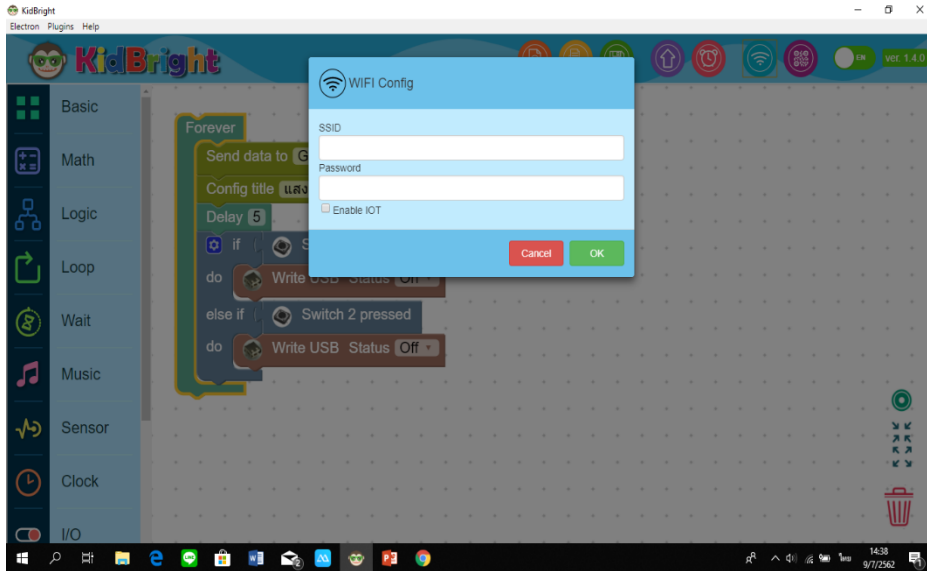 KidBright
Electron Plugins Help
KidBright
EN
ver. 1.4.0
WIFI Config
SSID
Password
Enable IOT
Cancel OK
Basic
Math
Logic
Loop
Wait
Music
Sensor
Clock
I/O
Forever
Send data to G
Config title แสง
Delay 5
if S
do Write USB Status Off
else if Switch 2 pressed
do Write USB Status Off
ไทย
14:38
9/7/2562